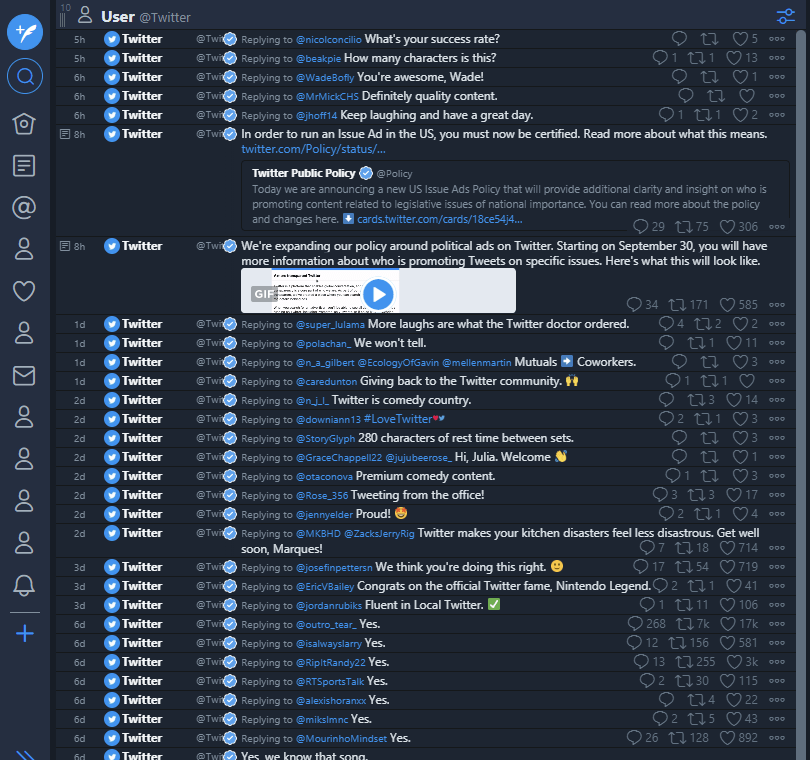 10
User @Twitter
5h Twitter @Twi Replying to @nicolconcilio What's your success rate? 5
5h Twitter @Twi Replying to @beakpie How many characters is this? 1 1 13
6h Twitter @Twi Replying to @WadeBofly You're awesome, Wade! 1
6h Twitter @Twi Replying to @MrMickCHS Definitely quality content.
6h Twitter @Twi Replying to @jhoff14 Keep laughing and have a great day. 1 1 2
8h Twitter @Twi In order to run an Issue Ad in the US, you must now be certified. Read more about what this means.
twitter.com/Policy/status/...
Twitter Public Policy @Policy
Today we are announcing a new US Issue Ads Policy that will provide additional clarity and insight on who is
promoting content related to legislative issues of national importance. You can read more about the policy
and changes here. ⬇️ cards.twitter.com/cards/18ce54j4...
29 75 306
8h Twitter @Twi We're expanding our policy around political ads on Twitter. Starting on September 30, you will have
more information about who is promoting Tweets on specific issues. Here's what this will look like.
GIF
34 171 585
1d Twitter @Twi Replying to @super_lulama More laughs are what the Twitter doctor ordered. 4 2 2
1d Twitter @Twi Replying to @polachan_ We won't tell. 1 11
1d Twitter @Twi Replying to @n_a_gilbert @EcologyOfGavin @mellenmartin Mutuals ➡️ Coworkers. 3
1d Twitter @Twi Replying to @caredunton Giving back to the Twitter community. 🙌 1 1
2d Twitter @Twi Replying to @n_j_l_ Twitter is comedy country. 3 14
2d Twitter @Twi Replying to @downiann13 #LoveTwitter 2 1 3
2d Twitter @Twi Replying to @StoryGlyph 280 characters of rest time between sets. 3
2d Twitter @Twi Replying to @GraceChappell22 @jujubeerose_ Hi, Julia. Welcome 👋 1
2d Twitter @Twi Replying to @otaconova Premium comedy content. 1 3
2d Twitter @Twi Replying to @Rose_356 Tweeting from the office! 3 3 17
2d Twitter @Twi Replying to @jennyelder Proud! 🤩 2 1 4
2d Twitter @Twi Replying to @MKBHD @ZacksJerryRig Twitter makes your kitchen disasters feel less disastrous. Get well
soon, Marques! 7 18 714
3d Twitter @Twi Replying to @josefinpettersn We think you're doing this right. 🙂 17 54 719
3d Twitter @Twi Replying to @EricVBailey Congrats on the official Twitter fame, Nintendo Legend. 2 1 41
3d Twitter @Twi Replying to @jordanrubiks Fluent in Local Twitter. ✅ 1 11 106
6d Twitter @Twi Replying to @outro_tear_ Yes. 268 7k 17k
6d Twitter @Twi Replying to @isalwayslarry Yes. 12 156 581
6d Twitter @Twi Replying to @RipItRandy22 Yes. 13 255 3k
6d Twitter @Twi Replying to @RTSportsTalk Yes. 2 30 115
6d Twitter @Twi Replying to @alexishoranxx Yes. 4 22
6d Twitter @Twi Replying to @mikslmnc Yes. 2 5 43
6d Twitter @Twi Replying to @MourinhoMindset Yes. 26 128 892
6d Twitter @Twi Yes, we know that song.